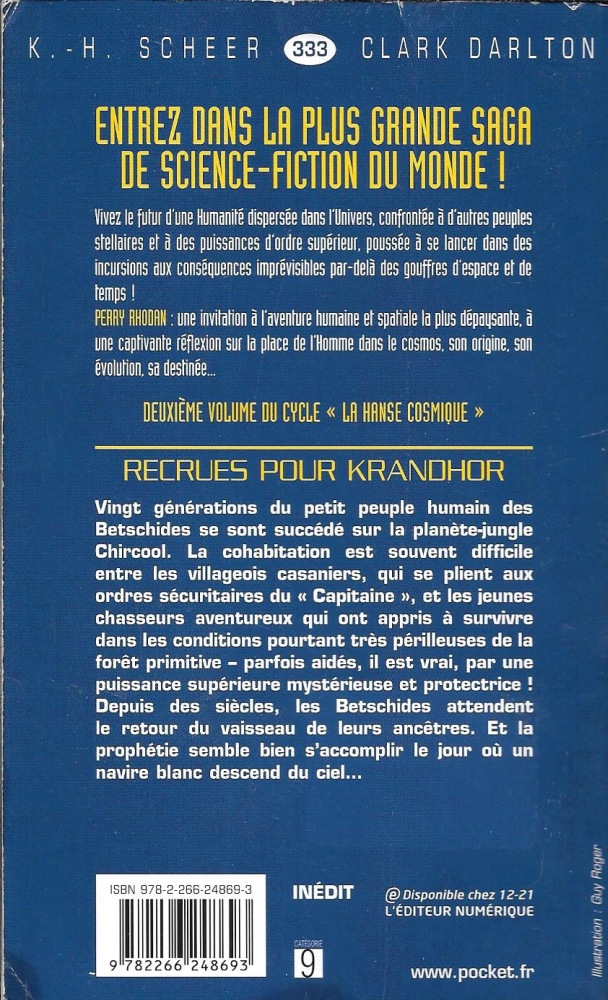 K.-H. SCHEER 333 CLARK DARLTON
ENTREZ DANS LA PLUS GRANDE SAGA
DE SCIENCE-FICTION DU MONDE !
Vivez le futur d'une Humanité dispersée dans l'Univers, confrontée à d'autres peuples
stellaires et à des puissances d'ordre supérieur, poussée à se lancer dans des
incursions aux conséquences imprévisibles par-delà des gouffres d'espace et de
temps !
PERRY RHODAN : une invitation à l'aventure humaine et spatiale la plus dépaysante, à
une captivante réflexion sur la place de l'Homme dans le cosmos, son origine, son
évolution, sa destinée...
DEUXIÈME VOLUME DU CYCLE « LA HANSE COSMIQUE »
RECRUES POUR KRANDHOR
Vingt générations du petit peuple humain des
Betschides se sont succédé sur la planète-jungle
Chircool. La cohabitation est souvent difficile
entre les villageois casaniers, qui se plient aux
ordres sécuritaires du « Capitaine », et les jeunes
chasseurs aventureux qui ont appris à survivre
dans les conditions pourtant très périlleuses de la
forêt primitive – parfois aidés, il est vrai, par une
puissance supérieure mystérieuse et protectrice !
Depuis des siècles, les Betschides attendent
le retour du vaisseau de leurs ancêtres. Et la
prophétie semble bien s'accomplir le jour où un
navire blanc descend du ciel...
ISBN 978-2-266-24869-3
9 782266 248693
INÉDIT
CATÉGORIE
9
@ Disponible chez 12-21
L'ÉDITEUR NUMÉRIQUE
www.pocket.fr
Illustration : Guy Roger